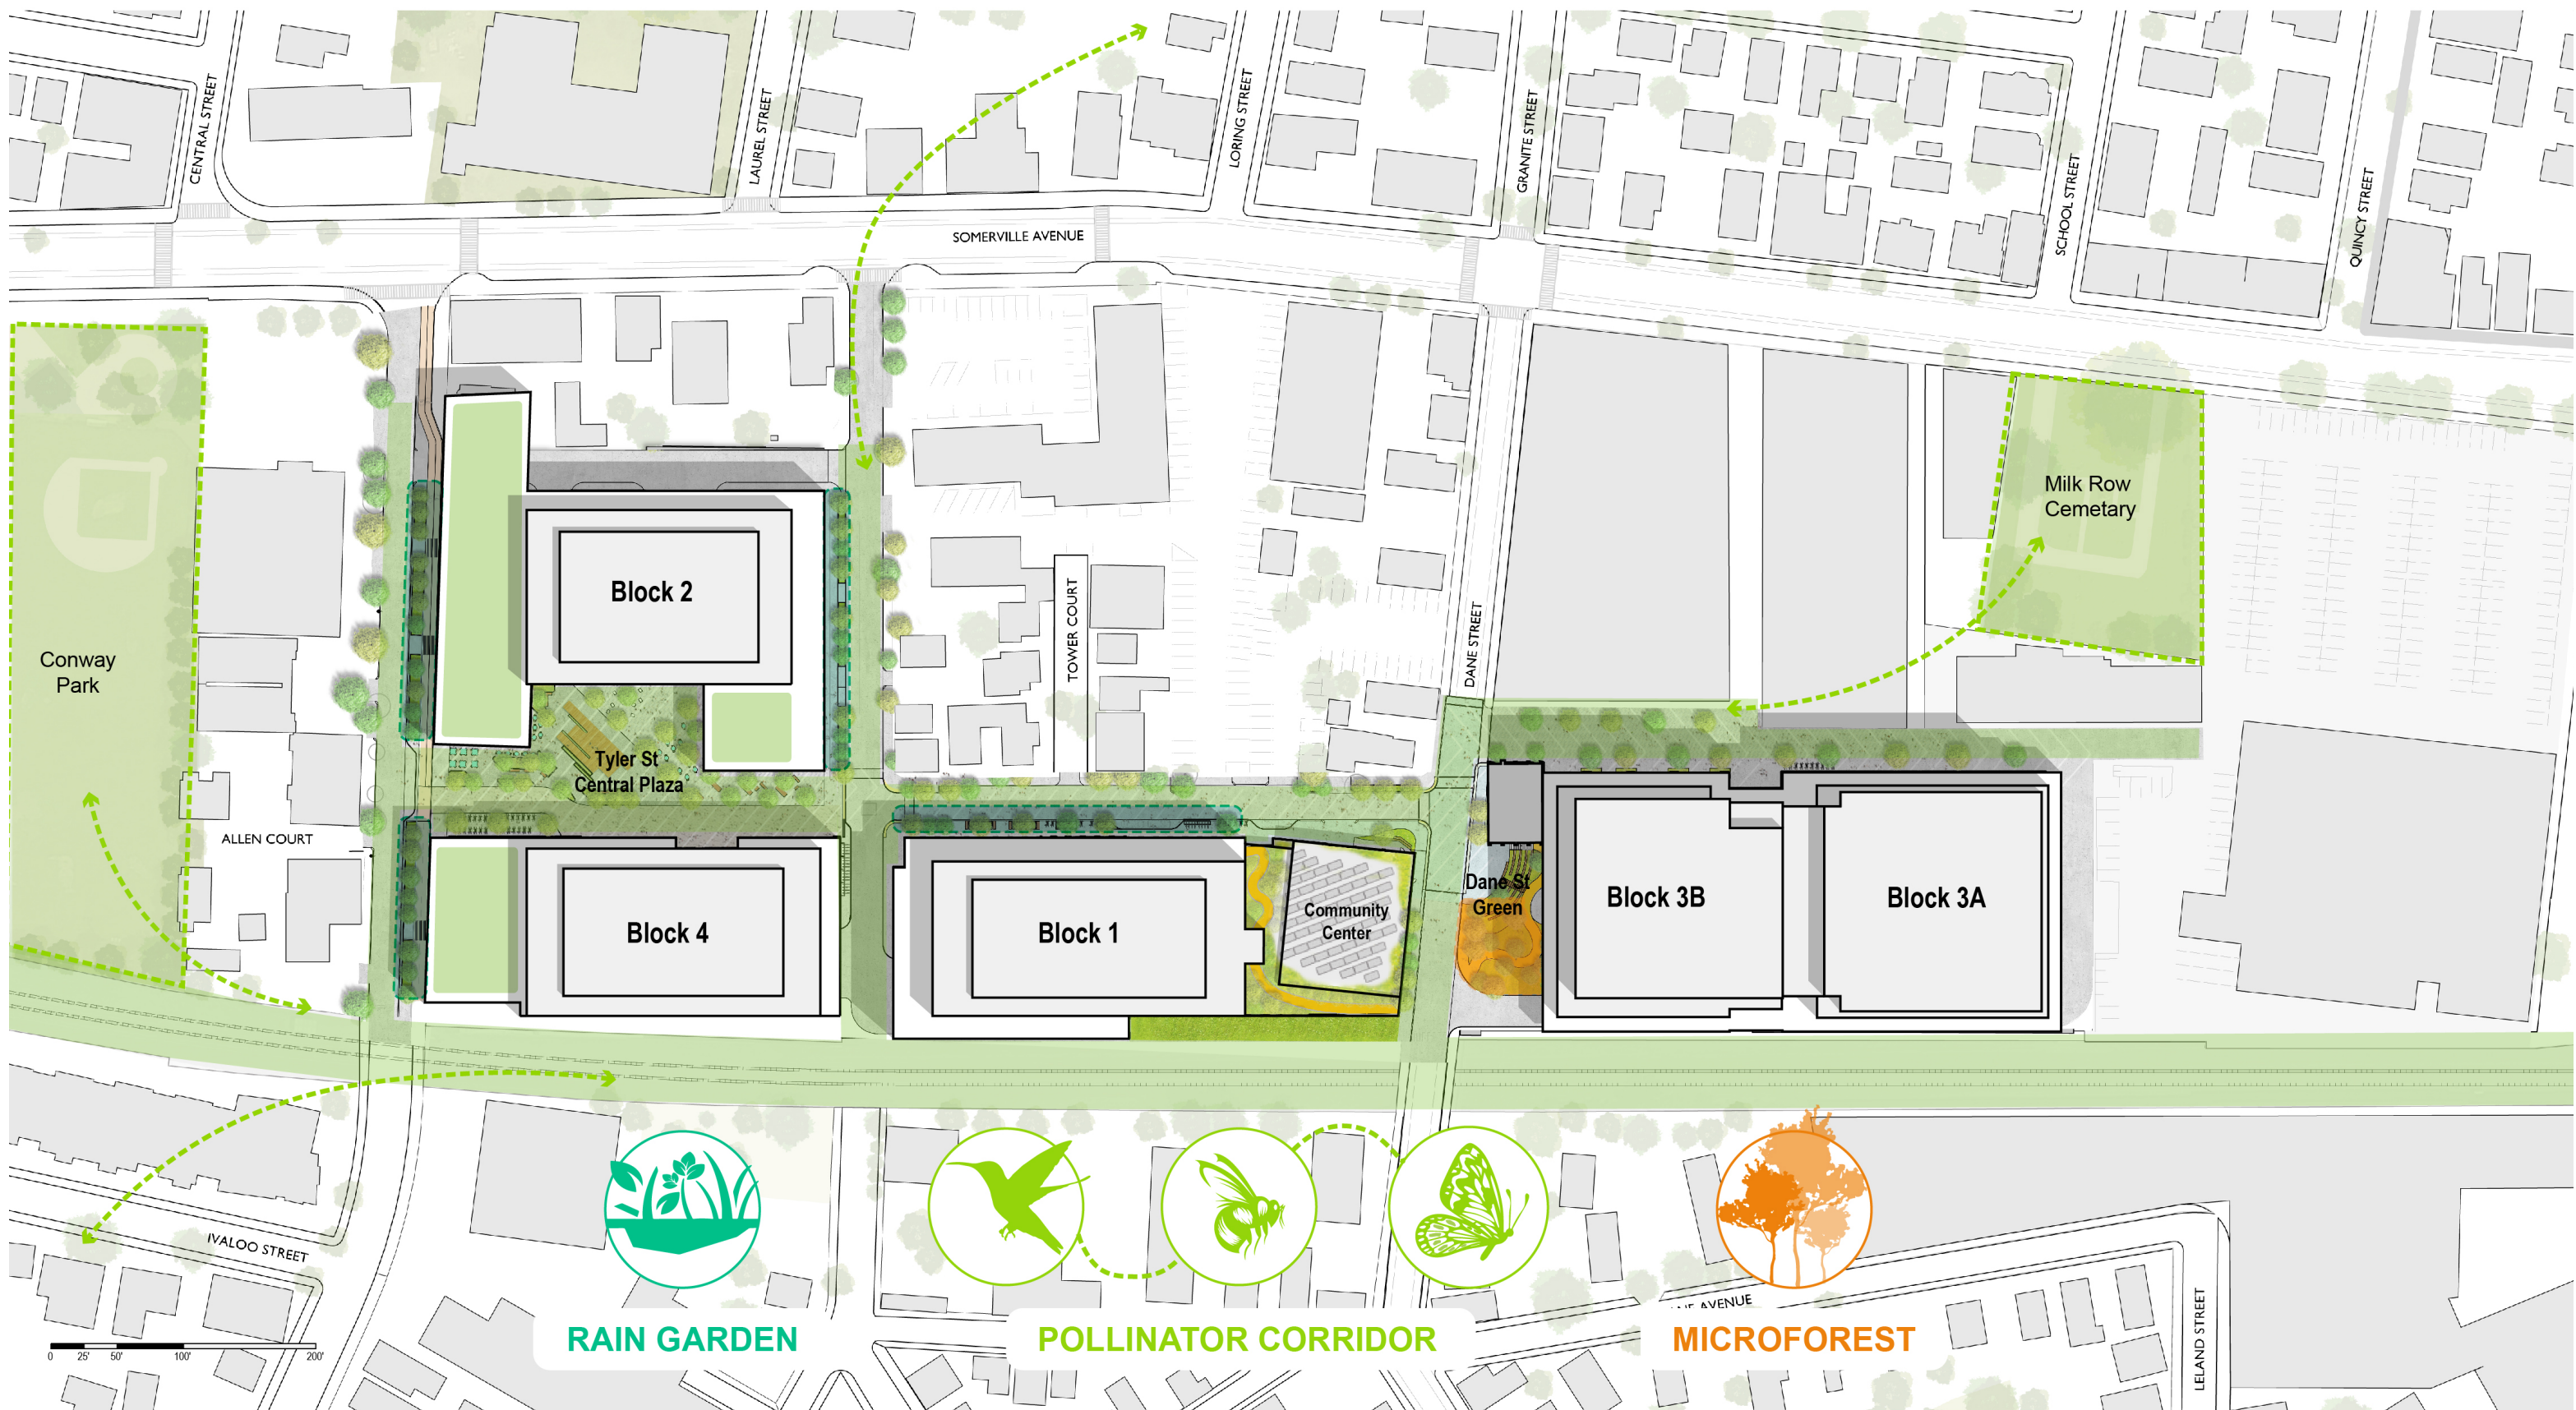 CENTRAL STREET
LAUREL STREET
LORING STREET
GRANITE STREET
SCHOOL STREET
QUINCY STREET
SOMERVILLE AVENUE
Milk Row
Cemetary
Block 2
TOWER COURT
DANE STREET
Conway
Park
Tyler St
Central Plaza
ALLEN COURT
Block 4
Block 1
Community
Center
Dane St
Green
Block 3B
Block 3A
IVALOO STREET
AVENUE
LELAND STREET
RAIN GARDEN
POLLINATOR CORRIDOR
MICROFOREST
0 25' 50' 100' 200'